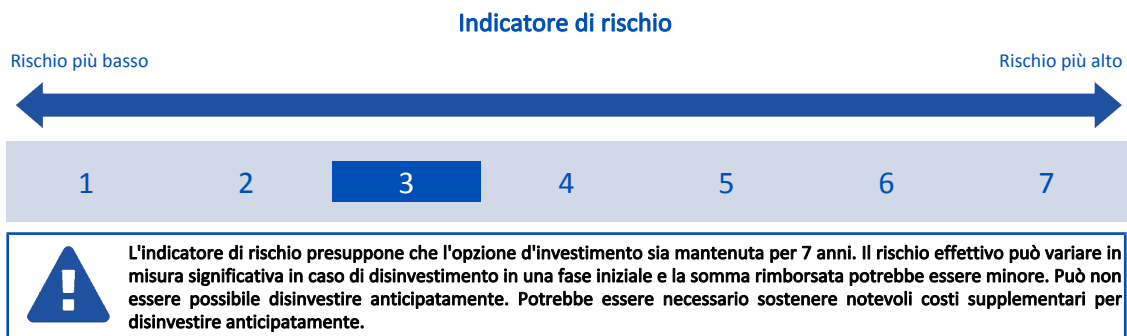 Indicatore di rischio
Rischio più basso Rischio più alto
1 2 3 4 5 6 7
L'indicatore di rischio presuppone che l'opzione d'investimento sia mantenuta per 7 anni. Il rischio effettivo può variare in
misura significativa in caso di disinvestimento in una fase iniziale e la somma rimborsata potrebbe essere minore. Può non
essere possibile disinvestire anticipatamente. Potrebbe essere necessario sostenere notevoli costi supplementari per
disinvestire anticipatamente.